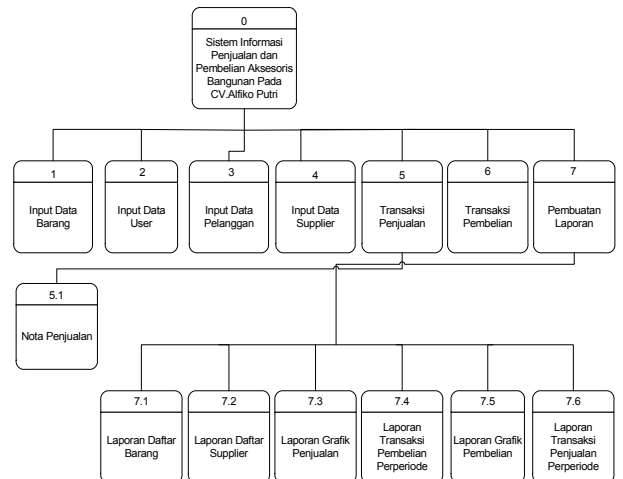 0
Sistem Informasi
Penjualan dan
Pembelian Aksesoris
Bangunan Pada
CV.Alfiko Putri
1
Input Data
Barang
2
Input Data
User
3
Input Data
Pelanggan
4
Input Data
Supplier
5
Transaksi
Penjualan
6
Transaksi
Pembelian
7
Pembuatan
Laporan
5.1
Nota Penjualan
7.1
Laporan Daftar
Barang
7.2
Laporan Daftar
Supplier
7.3
Laporan Grafik
Penjualan
7.4
Laporan
Transaksi
Pembelian
Perperiode
7.5
Laporan Grafik
Pembelian
7.6
Laporan
Transaksi
Penjualan
Perperiode